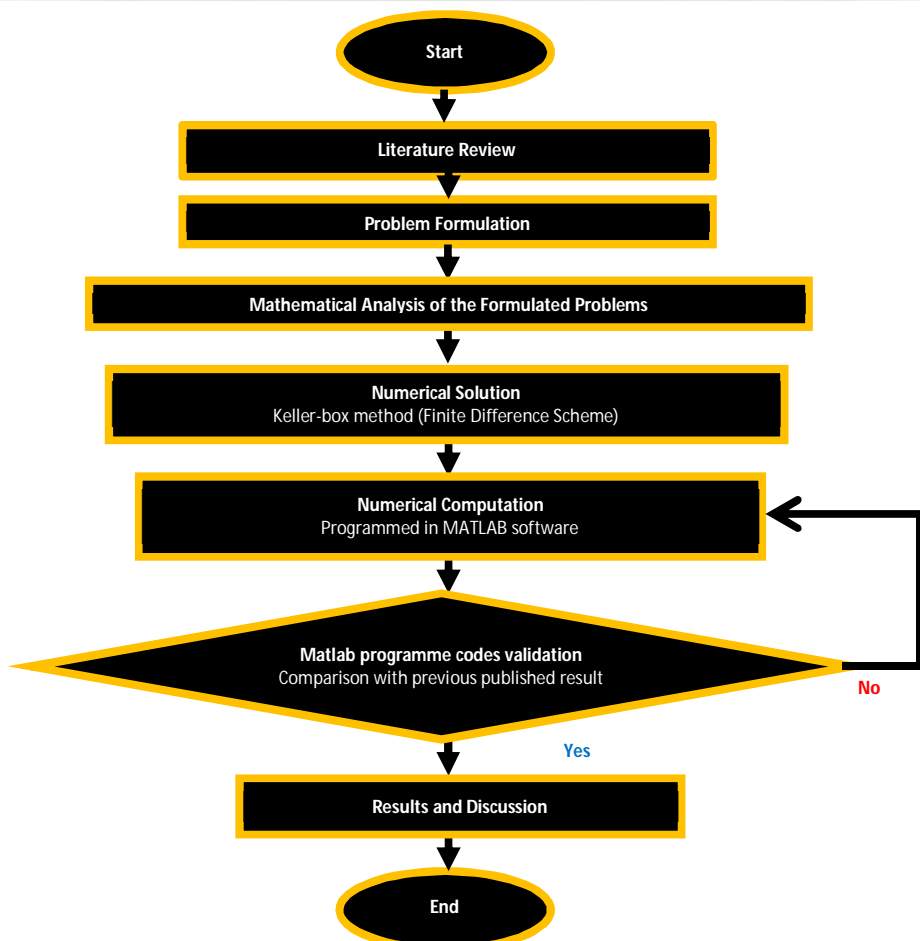 Start
Literature Review
Problem Formulation
Mathematical Analysis of the Formulated Problems
Numerical Solution
Keller-box method (Finite Difference Scheme)
Numerical Computation
Programmed in MATLAB software
Matlab programme codes validation
Comparison with previous published result
No
Yes
Results and Discussion
End